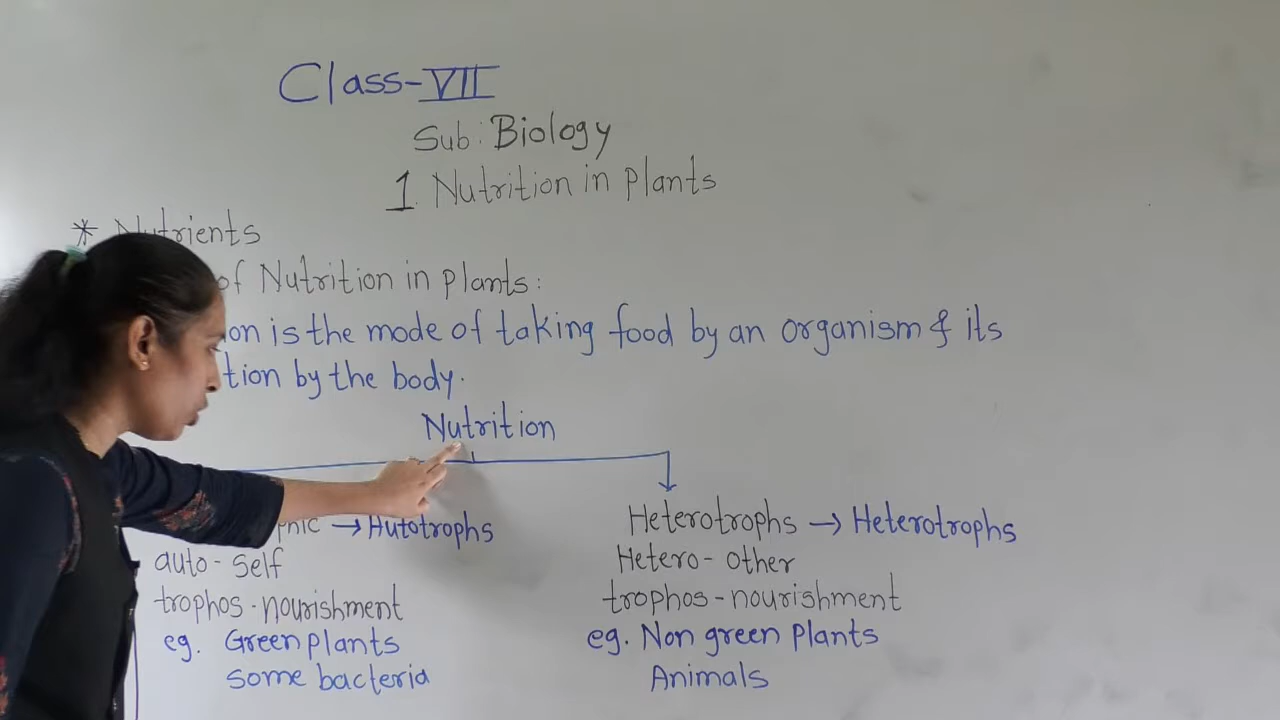 Class-VII
Sub: Biology
1. Nutrition in plants
* Nutrients
of Nutrition in plants:
on is the mode of taking food by an organism & its
tion by the body.
Nutrition
phic → Autotrophs
Heterotrophs → Heterotrophs
auto - self
Hetero - other
trophos - nourishment
trophos - nourishment
eg. Green plants
eg. Non green plants
some bacteria
Animals